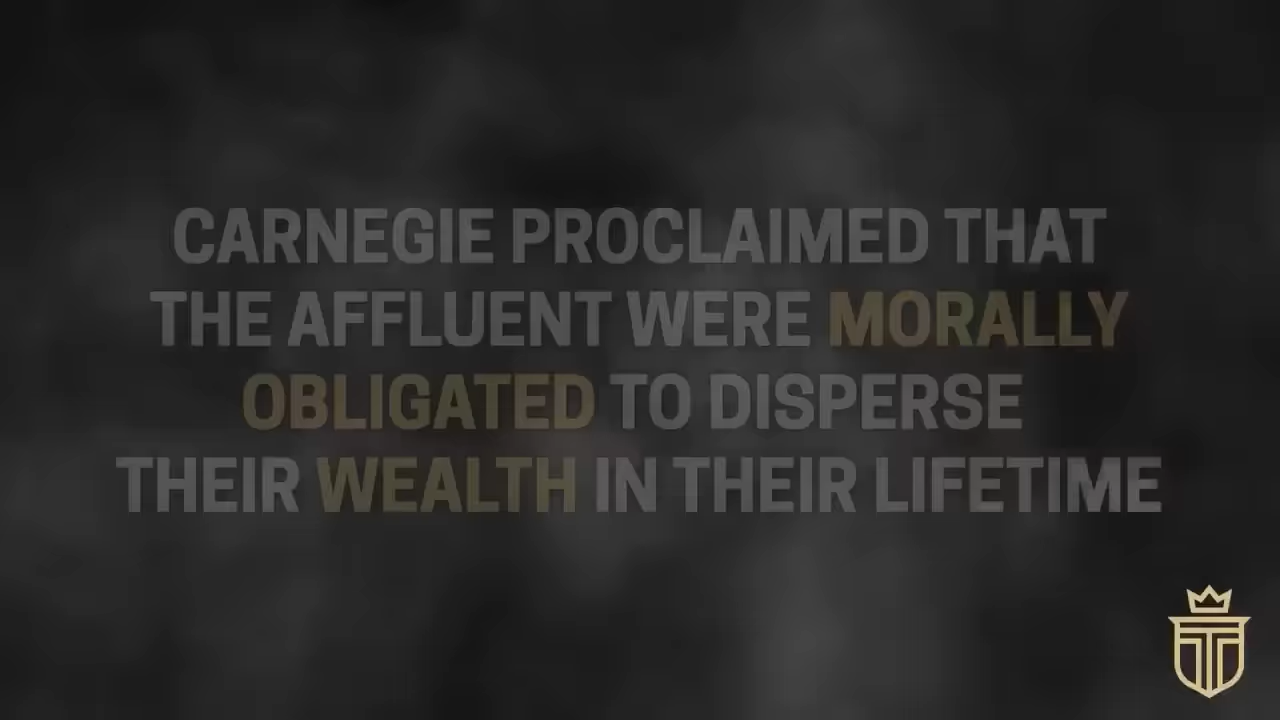 CARNEGIE PROCLAIMED THAT
THE AFFLUENT WERE MORALLY
OBLIGATED TO DISPERSE
THEIR WEALTH IN THEIR LIFETIME